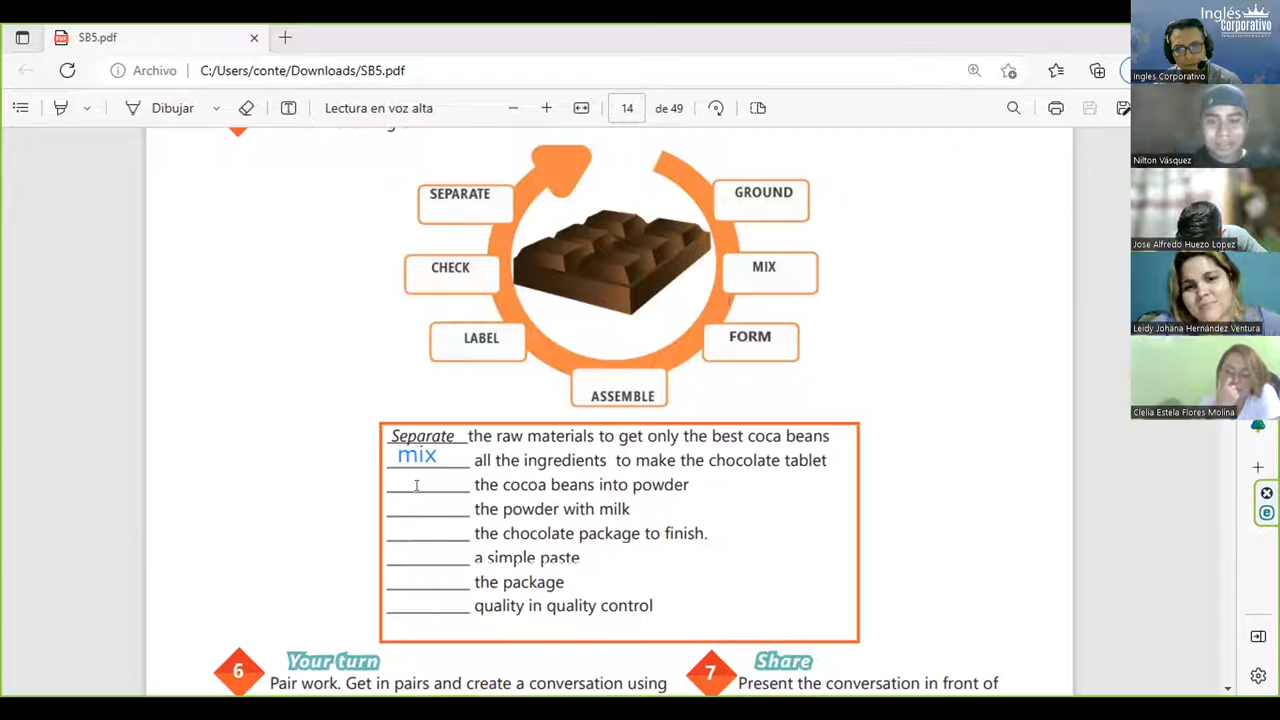 SB5.pdf
Archivo
C:/Users/conte/Downloads/SB5.pdf
Dibujar
Lectura en voz alta
14
de 49
SEPARATE
GROUND
CHECK
MIX
LABEL
FORM
ASSEMBLE
Separate the raw materials to get only the best coca beans
mix all the ingredients to make the chocolate tablet
the cocoa beans into powder
the powder with milk
the chocolate package to finish.
a simple paste
the package
quality in quality control
6
Your turn
Pair work. Get in pairs and create a conversation using
7
Share
Present the conversation in front of
Inglés
Corporativo
Ingles Corporativo
Nilton Vásquez
Jose Alfredo Huezo Lopez
Leidy Johana Hernández Ventura
Clelia Estela Flores Molina